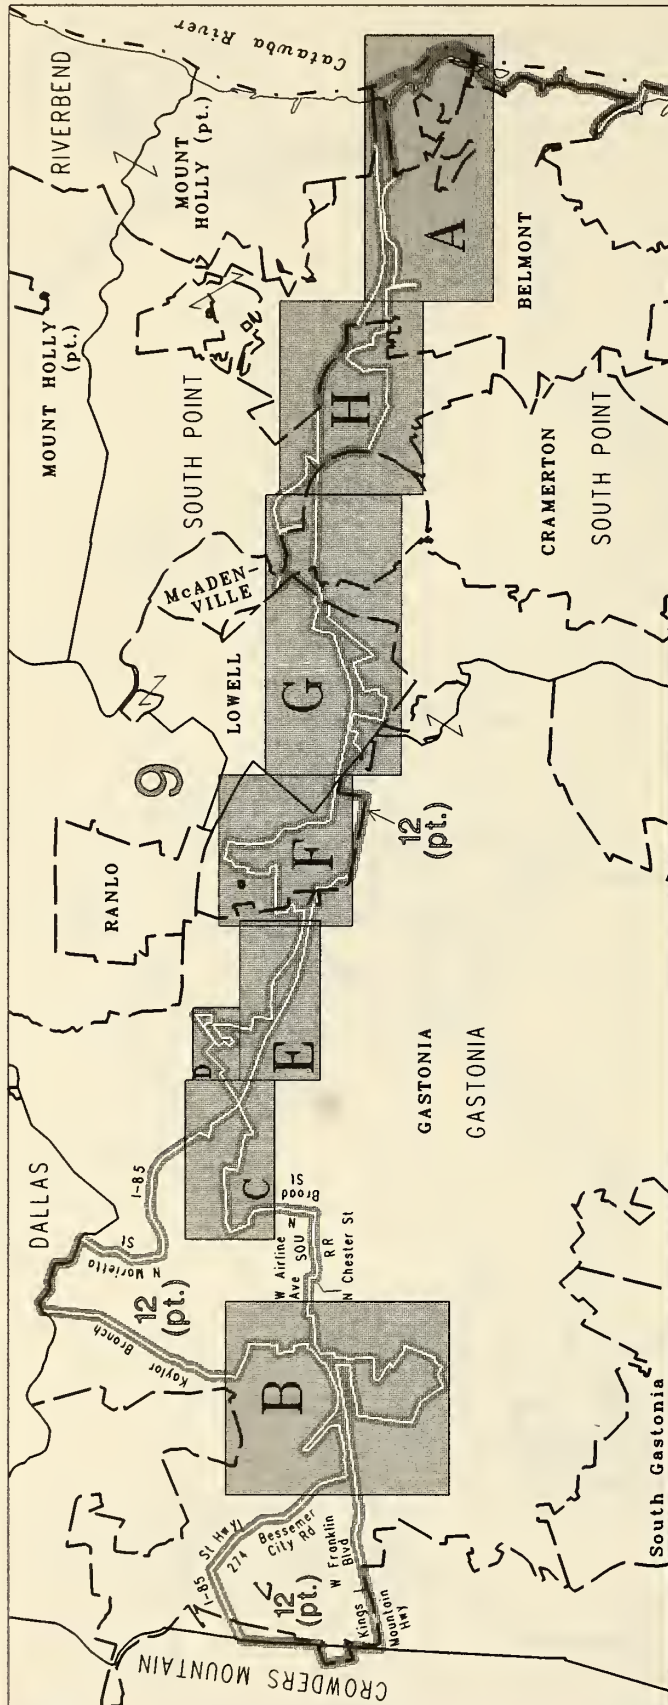 Catawba River
RIVERBEND
MOUNT
HOLLY (pt.)
MOUNT HOLLY
(pt.)
SOUTH POINT
A
BELMONT
H
McADEN-
VILLE
CRAMERTON
SOUTH POINT
LOWELL
G
9
RANLO
F
12
(pt.)
D
E
GASTONIA
GASTONIA
DALLAS
I-85
N Marietta
St
C
N Broad
St
W Airline
Ave
SOU
RR
N Chester St
12
(pt.)
Kaylor
Branch
B
I-85
St Hwy
274
Bessemer
City Rd
W Franklin
Blvd
12
(pt.)
Kings
Mountain
Hwy
CROWDERS MOUNTAIN
South Gastonia